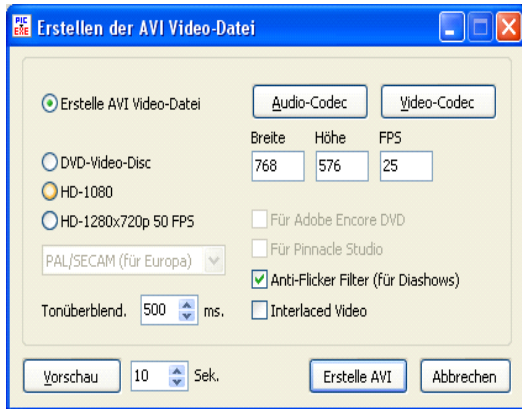 PIC
EXE
Erstellen der AVI Video-Datei
Erstelle AVI Video-Datei
Audio-Codec
Video-Codec
Breite Höhe FPS
768 576 25
DVD-Video-Disc
HD-1080
HD-1280x720p 50 FPS
Für Adobe Encore DVD
Für Pinnacle Studio
PAL/SECAM (für Europa)
Anti-Flicker Filter (für Diashows)
Tonüberblend. 500 ms.
Interlaced Video
Vorschau 10 Sek.
Erstelle AVI
Abbrechen